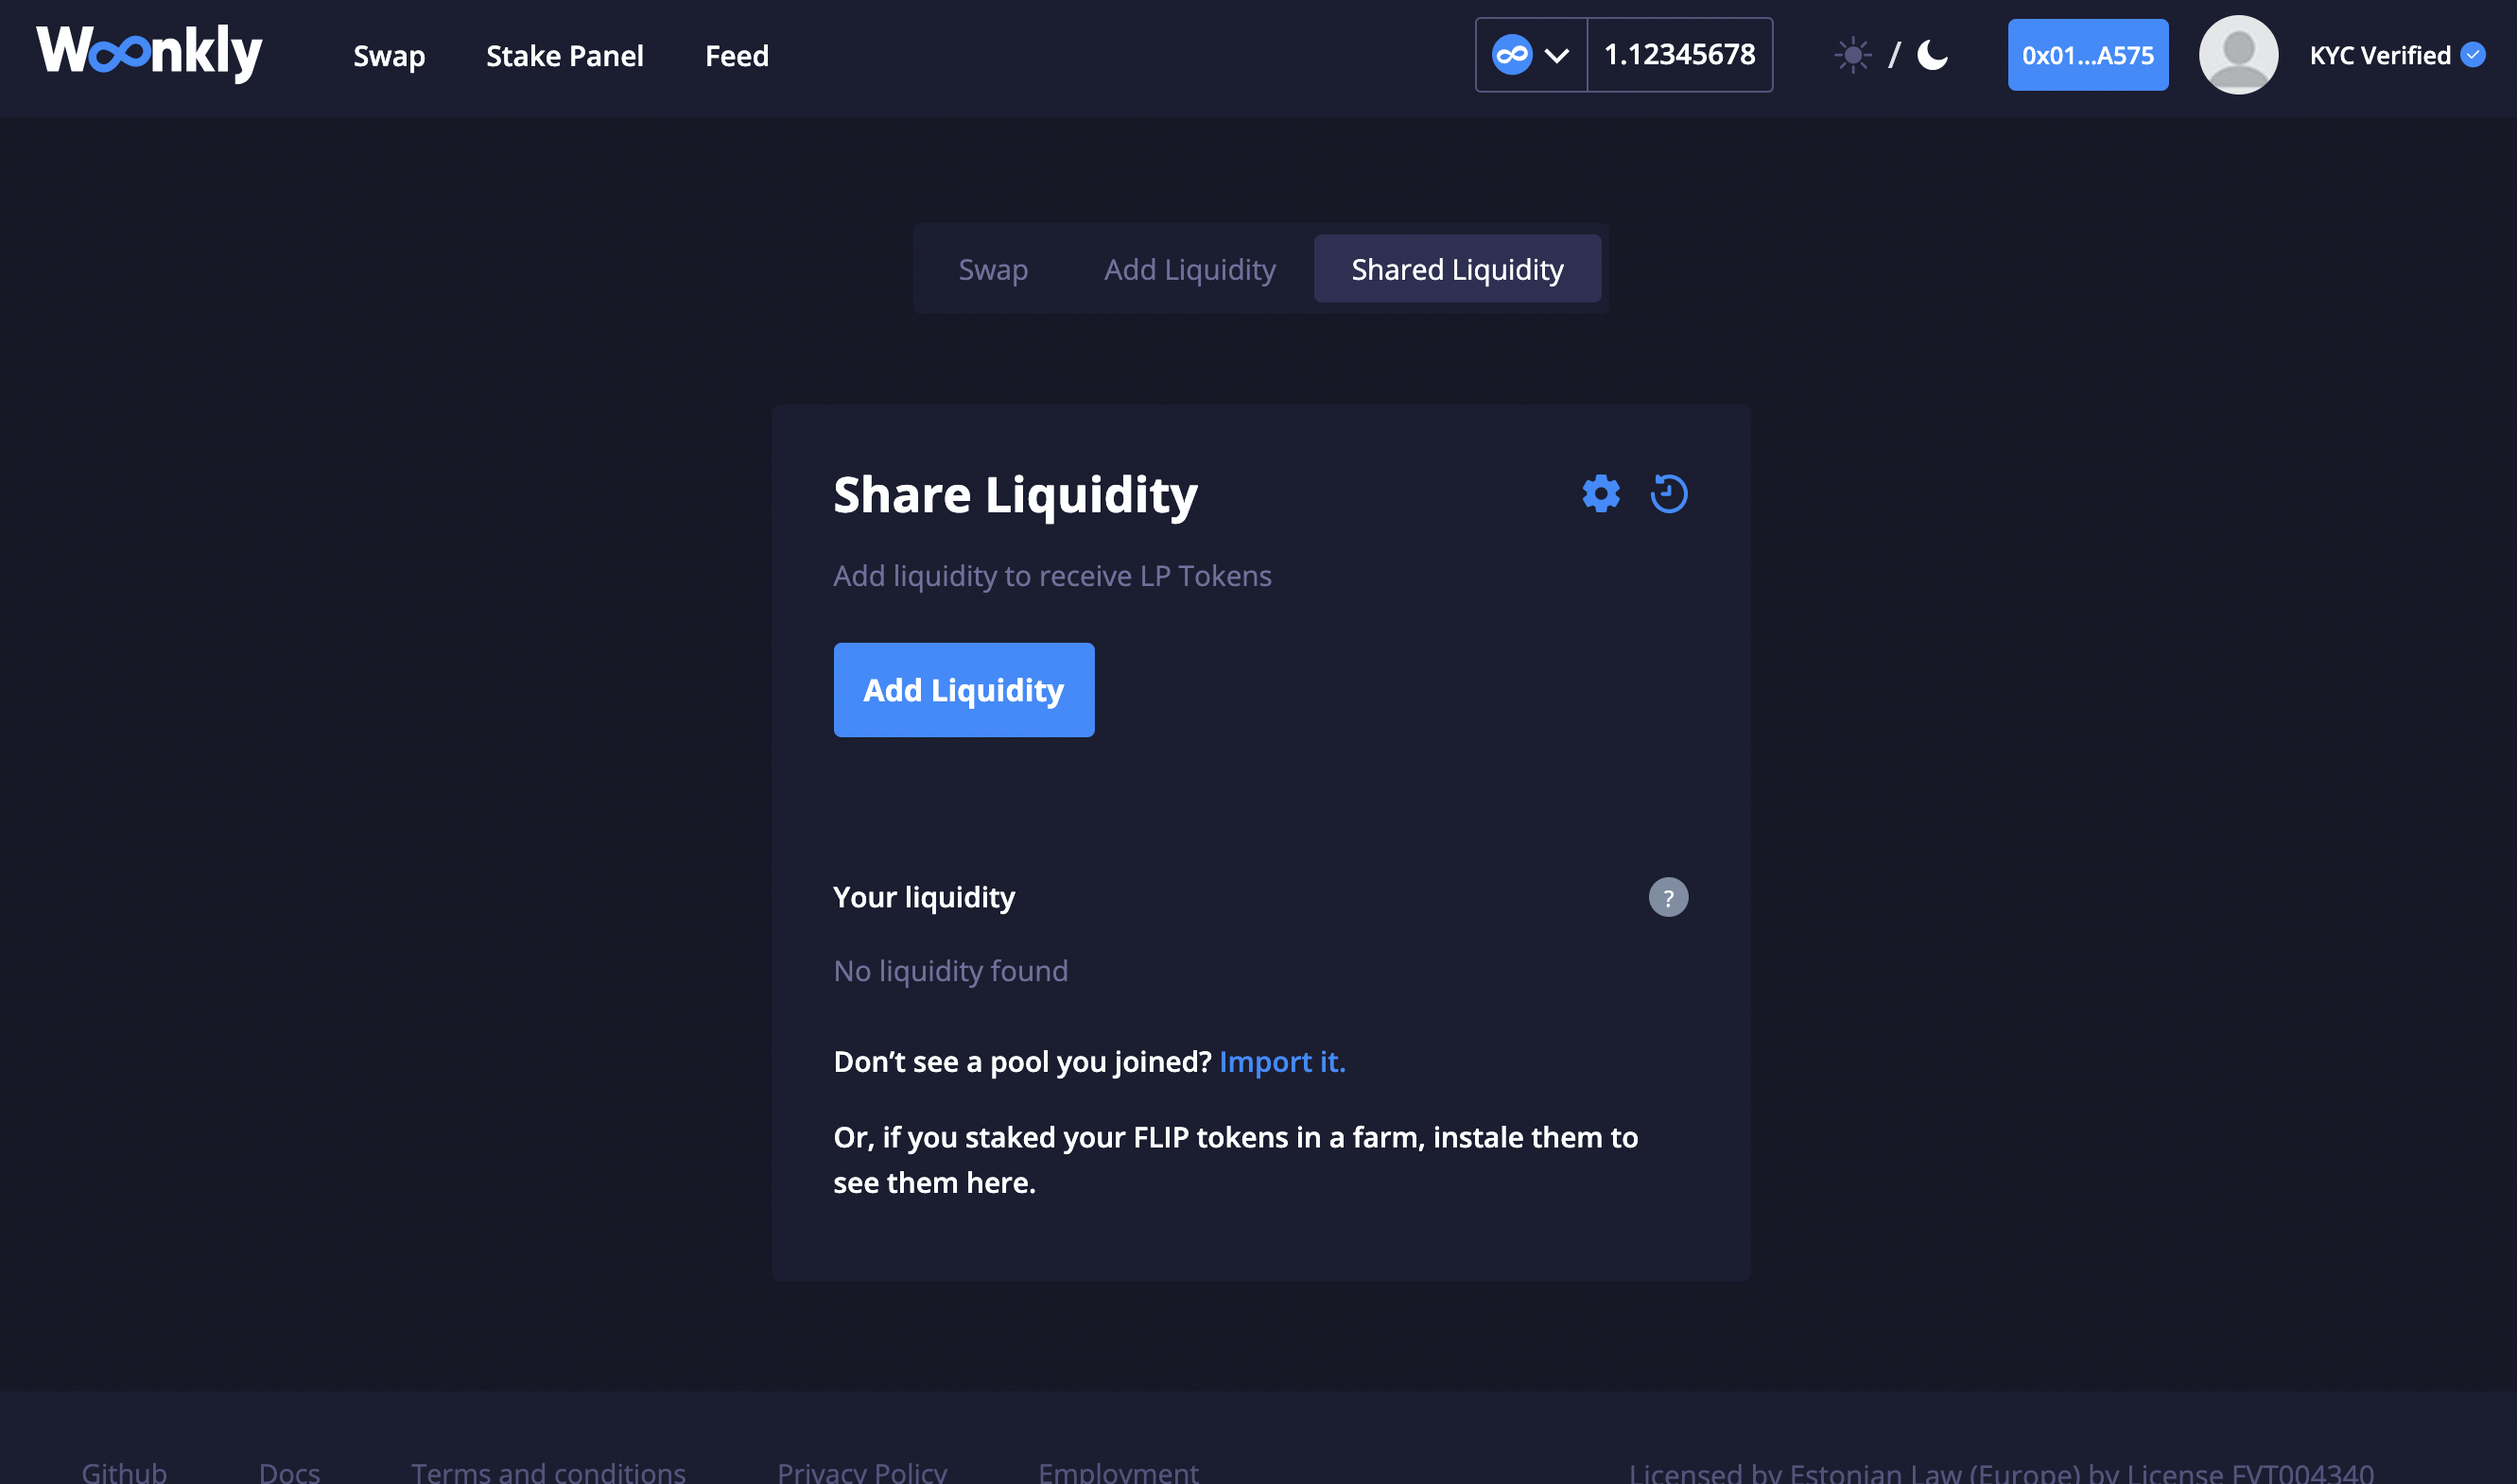 Woonkly
Swap
Stake Panel
Feed
1.12345678
/
0x01...A575
KYC Verified
Swap
Add Liquidity
Shared Liquidity
Share Liquidity
Add liquidity to receive LP Tokens
Add Liquidity
Your liquidity
?
No liquidity found
Don’t see a pool you joined? Import it.
Or, if you staked your FLIP tokens in a farm, instale them to
see them here.
Github
Docs
Terms and conditions
Privacy Policy
Employment
Licensed by Estonian Law (Europe) by License FVT004340